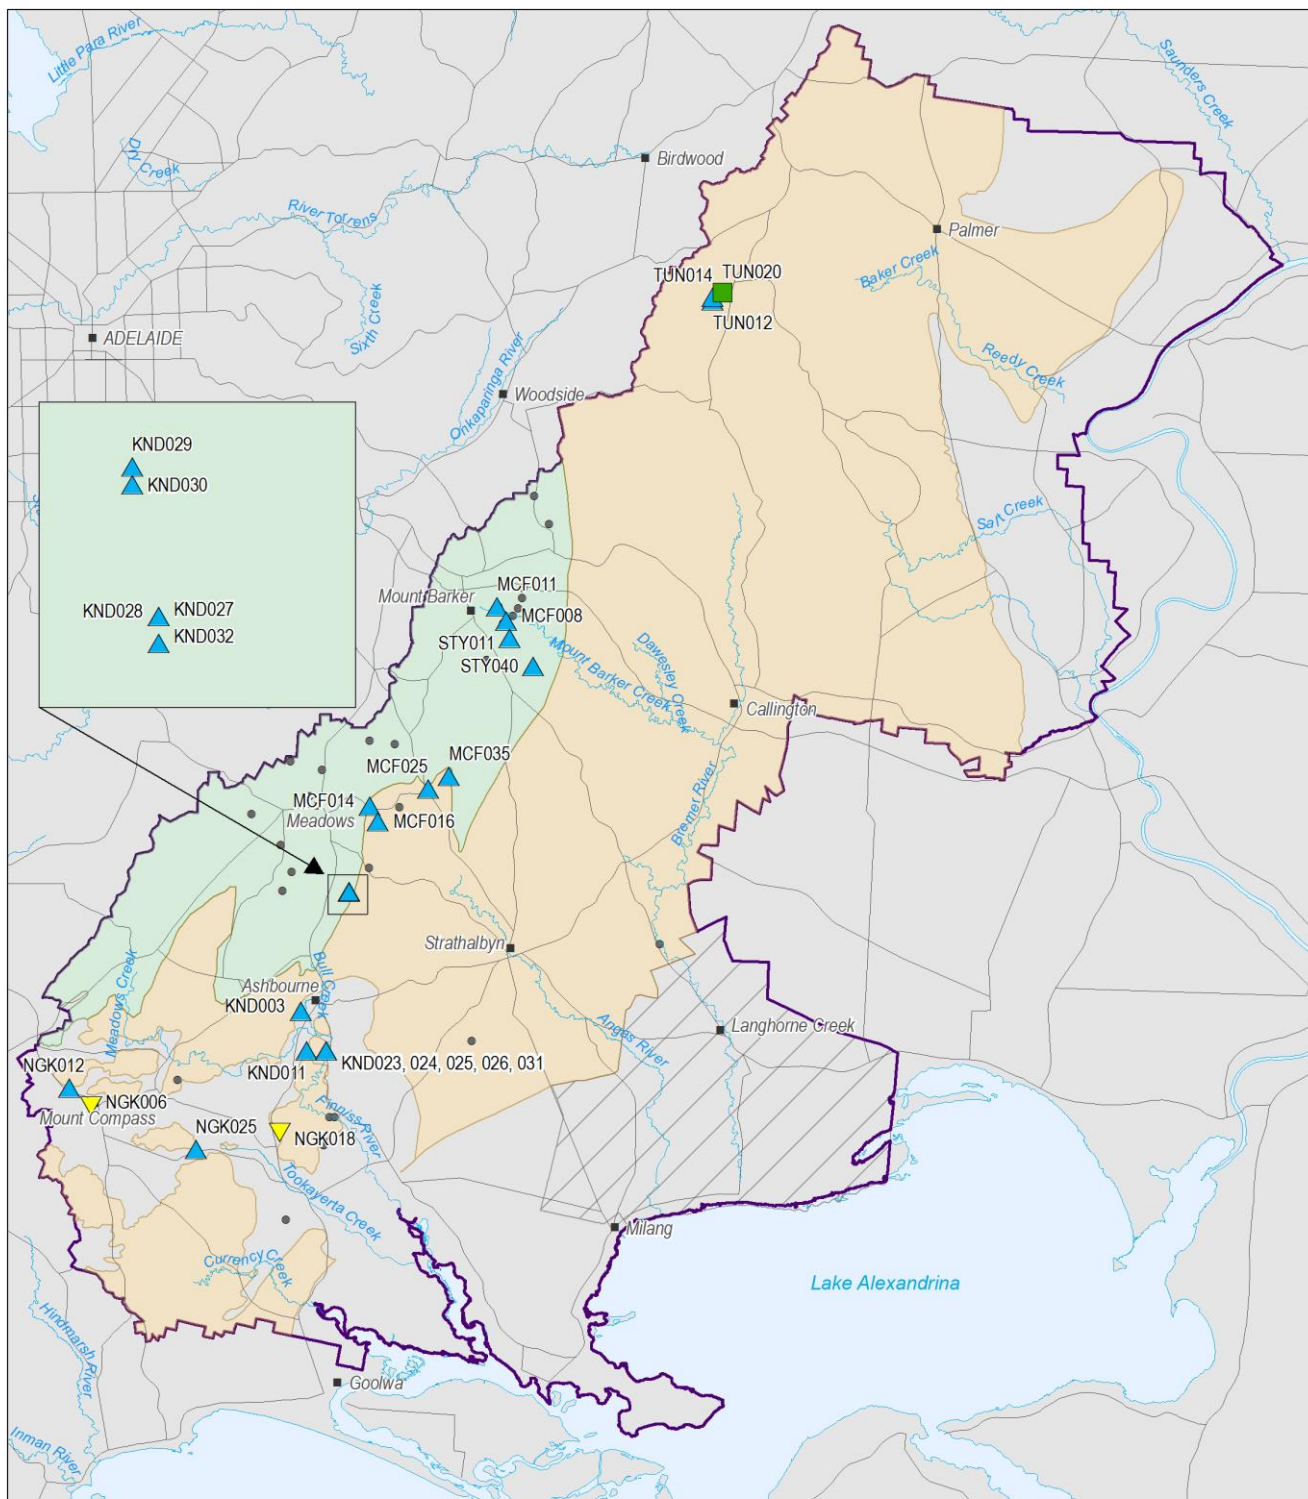 Little Para River
Saunders Creek
Dry Creek
Birdwood
River Torrens
Palmer
Baker Creek
TUN014
TUN020
TUN012
Sixth Creek
ADELAIDE
Reedy Creek
Onkaparinga River
Woodside
KND029
KND030
Salt Creek
KND028
KND027
KND032
MCF011
Mount Barker
MCF008
STY011
STY040
Mount Barker Creek
Dawesley Creek
Callington
MCF035
MCF025
MCF014
Meadows
MCF016
Bremer River
Strathalbyn
Meadows Creek
Bull Creek
Ashbourne
KND003
Angas River
Langhorne Creek
KND011
KND023, 024, 025, 026, 031
NGK012
NGK006
Mount Compass
NGK025
NGK018
Finniss River
Tookayerta Creek
Milang
Currency Creek
Lake Alexandrina
Hindmarsh River
Goolwa
Inman River